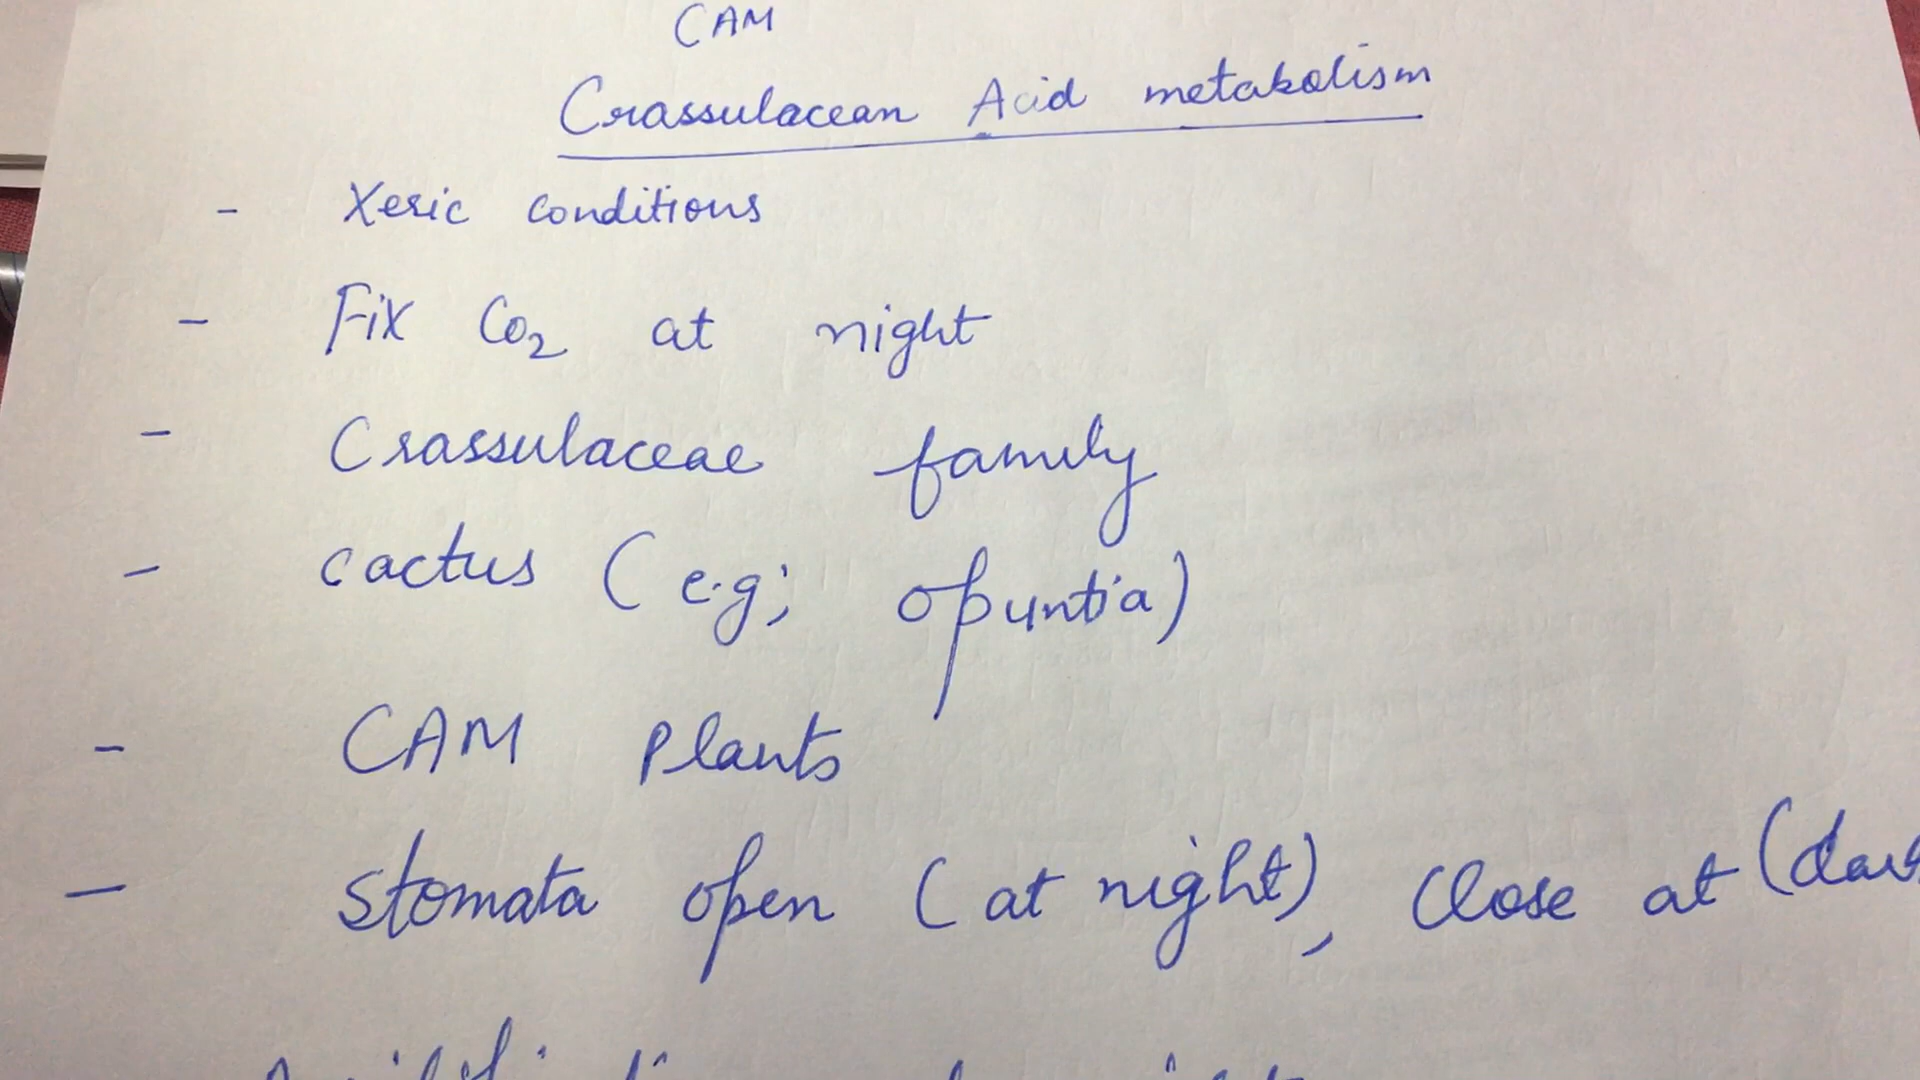 CAM
Crassulacean Acid metabolism
- Xeric conditions
- Fix CO2 at night
- Crassulaceae family
- cactus (e.g; opuntia)
- CAM plants
- stomata open (at night), Close at